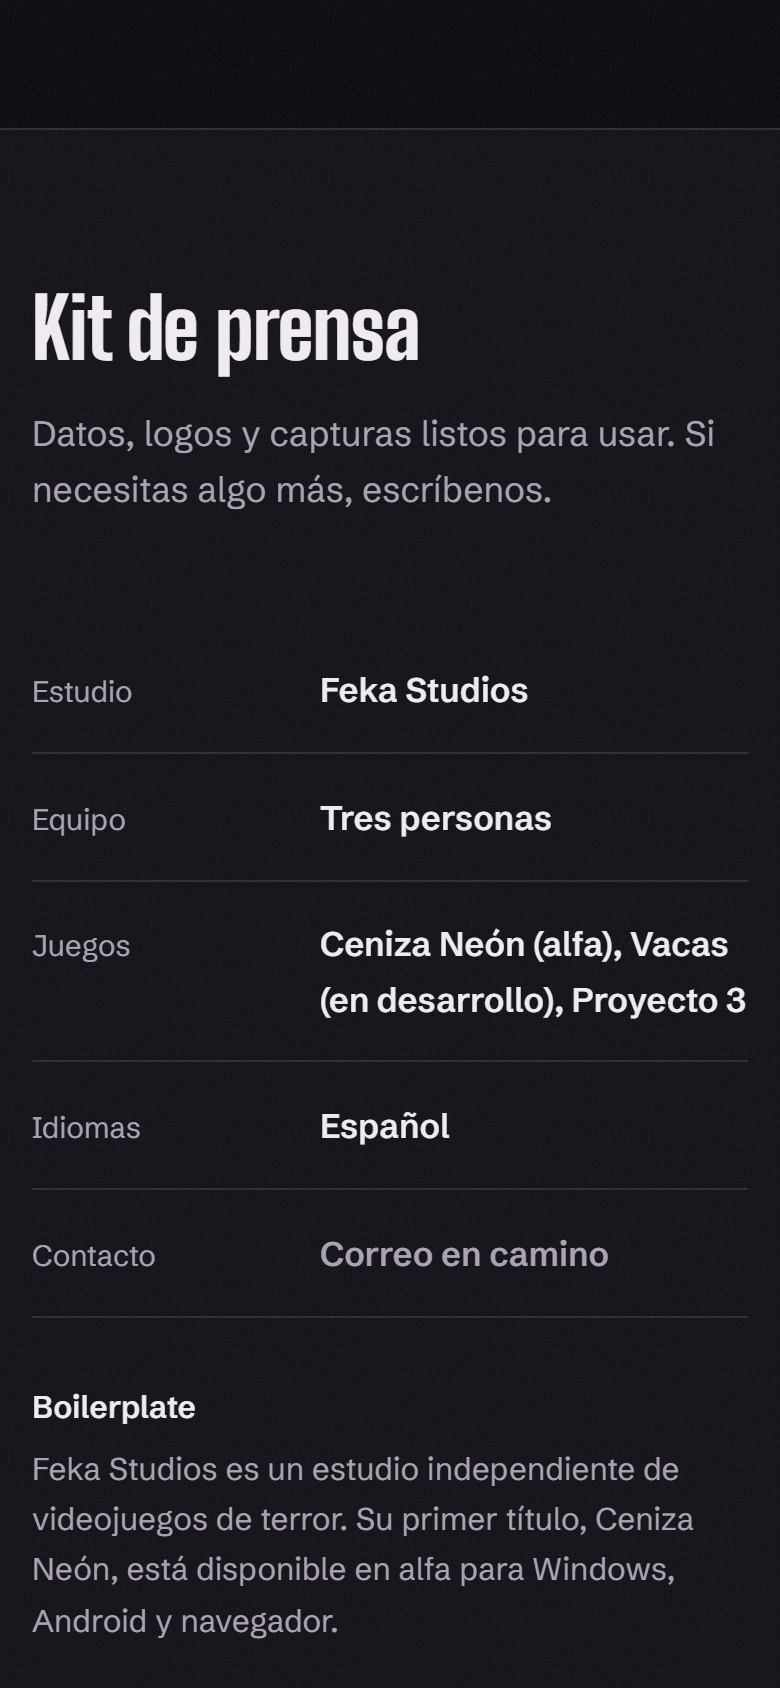 Kit de prensa
Datos, logos y capturas listos para usar. Si
necesitas algo más, escríbenos.
Estudio
Feka Studios
Equipo
Tres personas
Juegos
Ceniza Neón (alfa), Vacas
(en desarrollo), Proyecto 3
Idiomas
Español
Contacto
Correo en camino
Boilerplate
Feka Studios es un estudio independiente de
videojuegos de terror. Su primer título, Ceniza
Neón, está disponible en alfa para Windows,
Android y navegador.